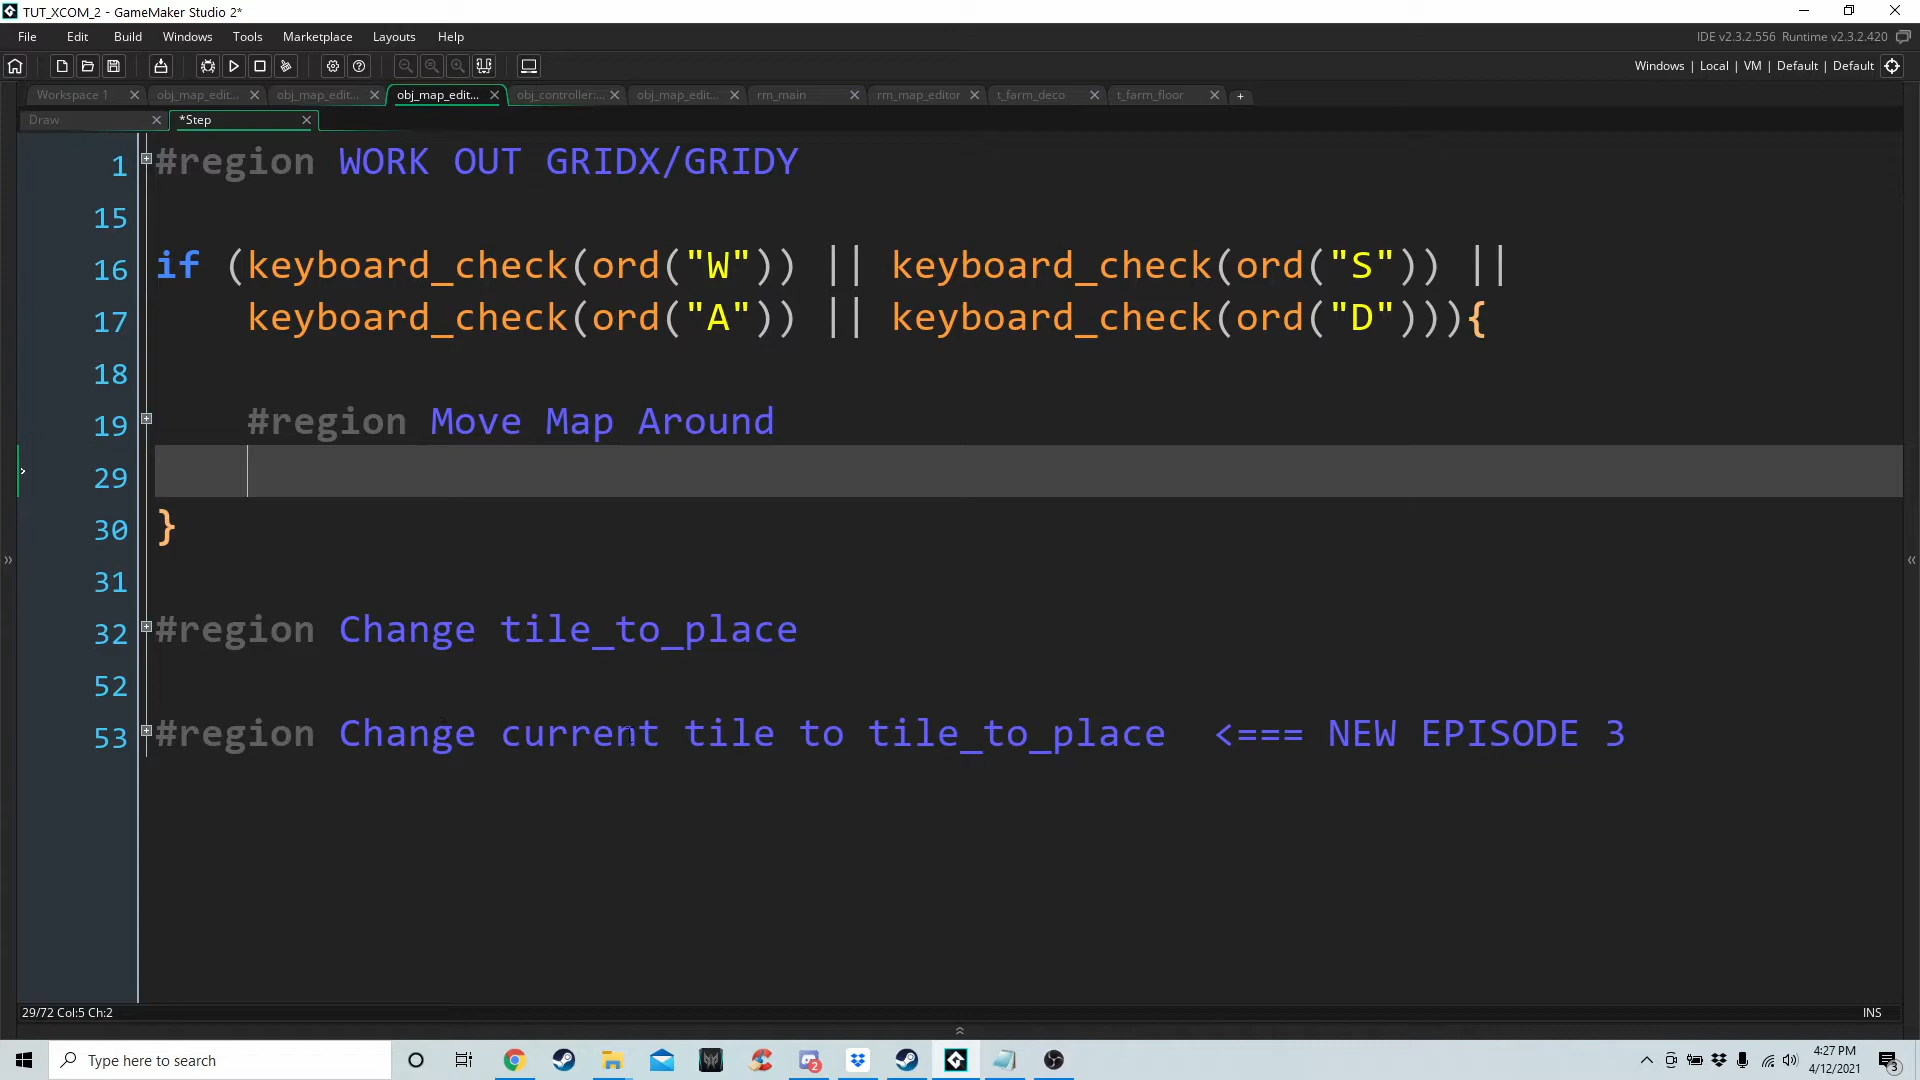 TUT_XCOM_2 - GameMaker Studio 2*
File Edit Build Windows Tools Marketplace Layouts Help
IDE v2.3.2.556 Runtime v2.3.2.420
Windows | Local | VM | Default | Default
Workspace 1 obj_map_edit... obj_map_edit... obj_map_edit... obj_controller:... obj_map_edit... rm_main rm_map_editor t_farm_deco t_farm_floor
Draw *Step
1 #region WORK OUT GRIDX/GRIDY
15
16 if (keyboard_check(ord("W")) || keyboard_check(ord("S")) ||
17 keyboard_check(ord("A")) || keyboard_check(ord("D"))){
18
19 #region Move Map Around
29
30 }
31
32 #region Change tile_to_place
52
53 #region Change current tile to tile_to_place <=== NEW EPISODE 3
29/72 Col:5 Ch:2 INS
Type here to search
2
4:27 PM
4/12/2021
3